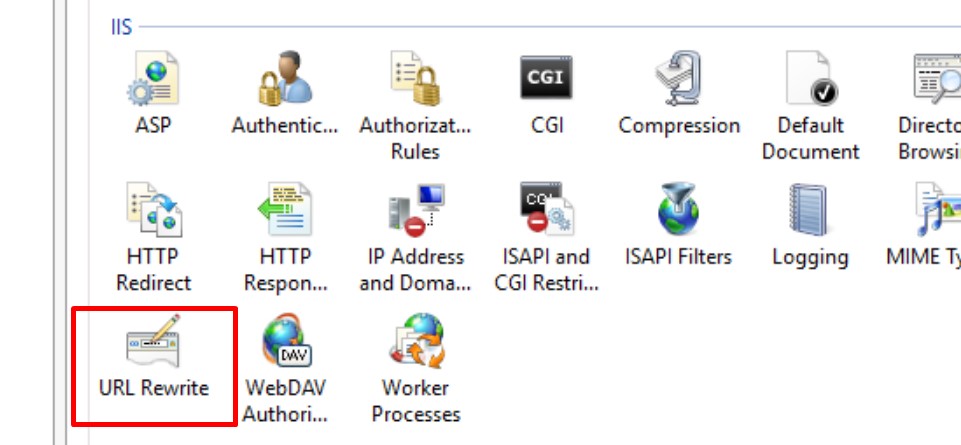 IIS
ASP Authentic... Authorizat... CGI Compression Default Directo
Rules Document Browsi
CGI
HTTP HTTP IP Address ISAPI and ISAPI Filters Logging MIME Ty
Redirect Respon... and Doma... CGI Restri...
CGI
DAV
URL Rewrite WebDAV Worker
Authori... Processes